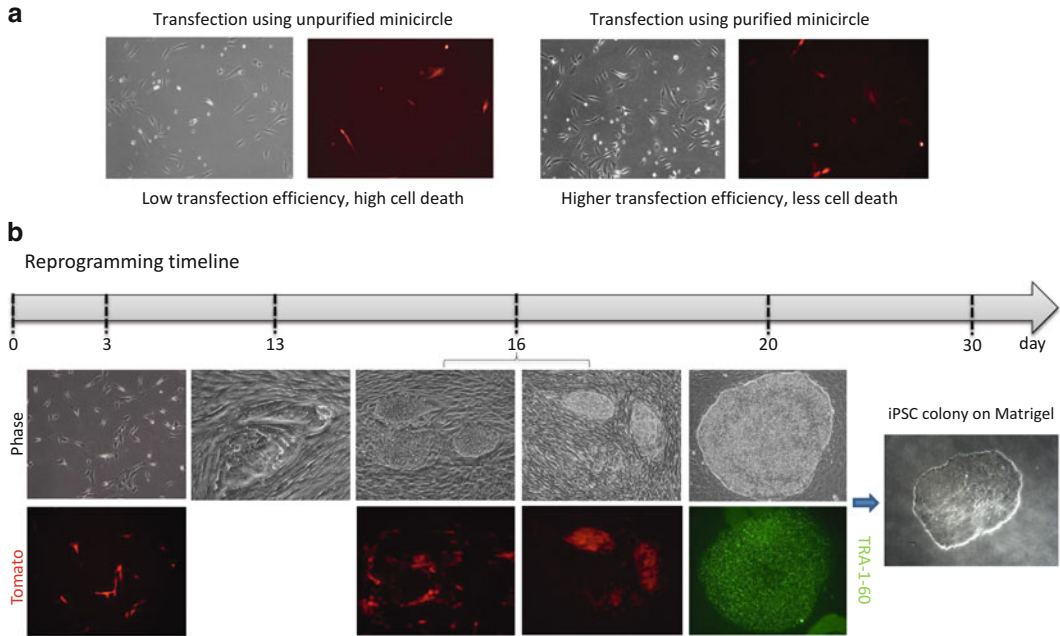 a
Transfection using unpurified minicircle
Transfection using purified minicircle
Low transfection efficiency, high cell death
Higher transfection efficiency, less cell death
b
Reprogramming timeline
0
3
13
16
20
30
day
Phase
Tomato
TRA-1-60
iPSC colony on Matrigel